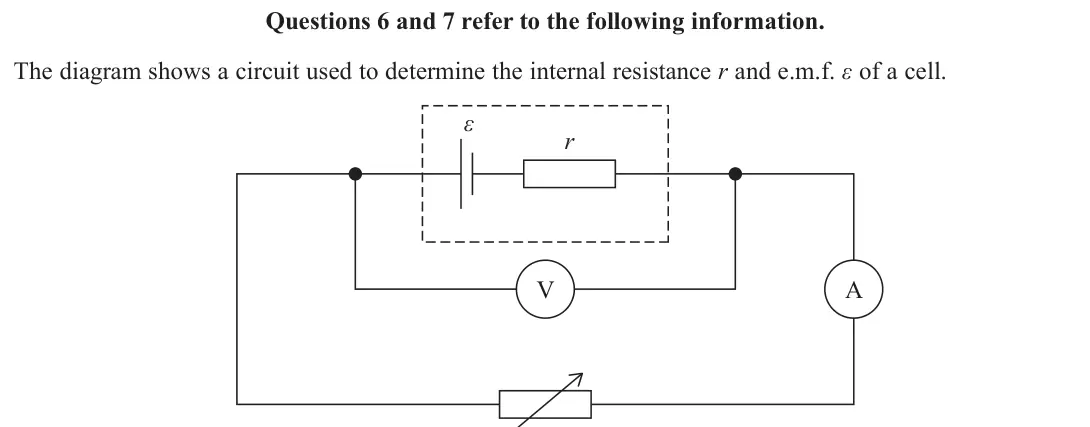 Questions 6 and 7 refer to the following information.
The diagram shows a circuit used to determine the internal resistance r and e.m.f. ε of a cell.
ε
r
V
A